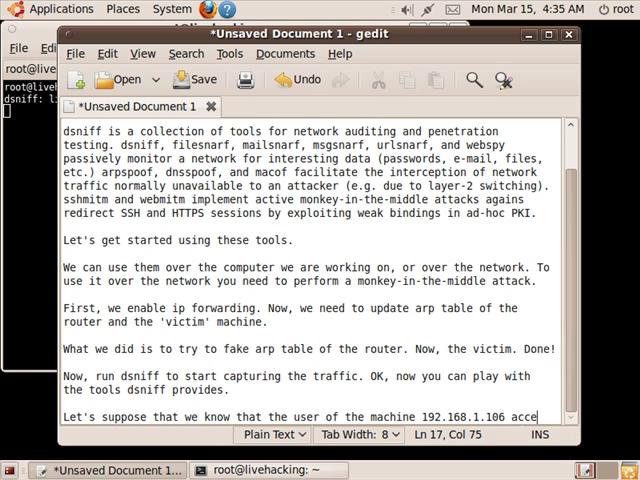 Applications Places System Mon Mar 15, 4:35 AM root
*Unsaved Document 1 - gedit
File Edit View Search Tools Documents Help
Open Save Undo
*Unsaved Document 1
dsniff is a collection of tools for network auditing and penetration
testing. dsniff, filesnarf, mailsnarf, msgsnarf, urlsnarf, and webspy
passively monitor a network for interesting data (passwords, e-mail, files,
etc.) arpspoof, dnsspoof, and macof facilitate the interception of network
traffic normally unavailable to an attacker (e.g. due to layer-2 switching).
sshmitm and webmitm implement active monkey-in-the-middle attacks agains
redirect SSH and HTTPS sessions by exploiting weak bindings in ad-hoc PKI.
Let's get started using these tools.
We can use them over the computer we are working on, or over the network. To
use it over the network you need to perform a monkey-in-the-middle attack.
First, we enable ip forwarding. Now, we need to update arp table of the
router and the 'victim' machine.
What we did is to try to fake arp table of the router. Now, the victim. Done!
Now, run dsniff to start capturing the traffic. OK, now you can play with
the tools dsniff provides.
Let's suppose that we know that the user of the machine 192.168.1.106 acce
Plain Text Tab Width: 8 Ln 17, Col 75 INS
File
root@liveh
dsniff:
*Unsaved Document 1... root@livehacking: ~